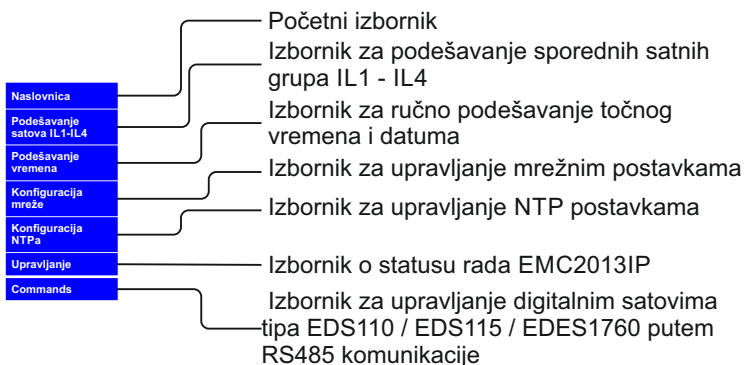 Početni izbornik
Izbornik za podešavanje sporednih satnih
grupa IL1 - IL4
Izbornik za ručno podešavanje točnog
vremena i datuma
Izbornik za upravljanje mrežnim postavkama
Izbornik za upravljanje NTP postavkama
Izbornik o statusu rada EMC2013IP
Izbornik za upravljanje digitalnim satovima
tipa EDS110 / EDS115 / EDES1760 putem
RS485 komunikacije
Naslovnica
Podešavanje
satova IL1-IL4
Podešavanje
vremena
Konfiguracija
mreže
Konfiguracija
NTPa
Upravljanje
Commands